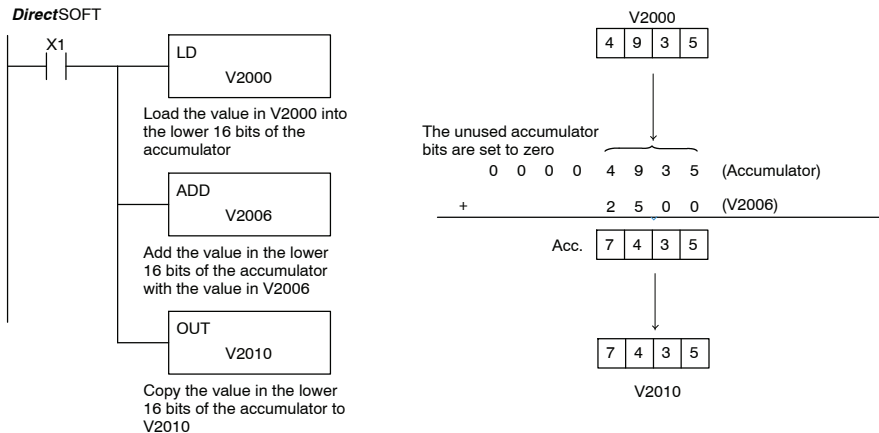 DirectSOFT
X1
LD
V2000
Load the value in V2000 into
the lower 16 bits of the
accumulator
ADD
V2006
Add the value in the lower
16 bits of the accumulator
with the value in V2006
OUT
V2010
Copy the value in the lower
16 bits of the accumulator to
V2010
V2000
4 9 3 5
The unused accumulator
bits are set to zero
0 0 0 0 4 9 3 5 (Accumulator)
+ 2 5 0 0 (V2006)
Acc. 7 4 3 5
7 4 3 5
V2010